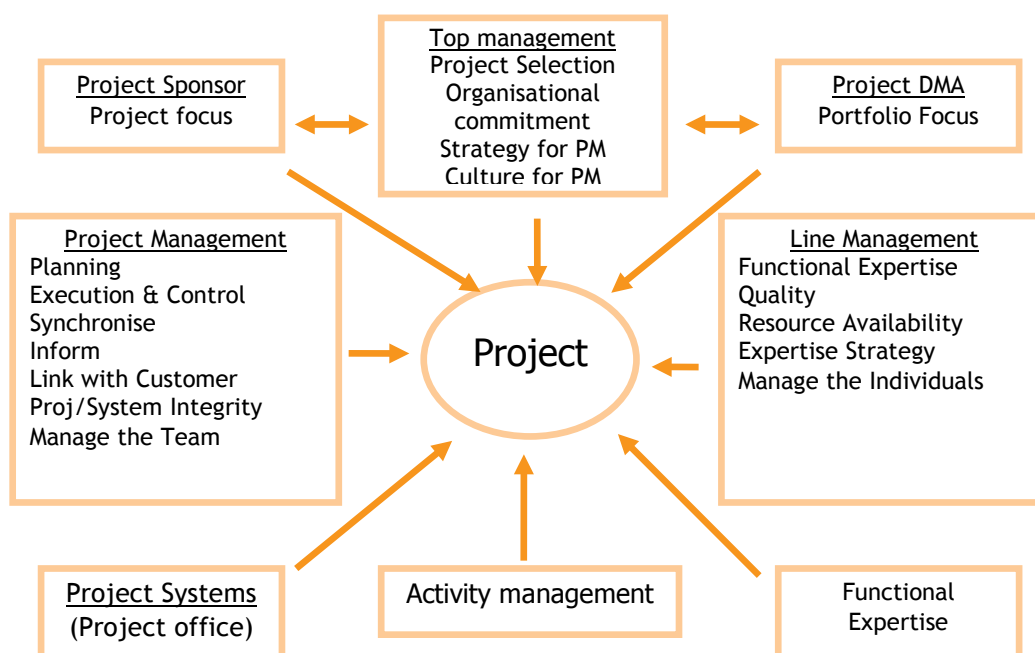 Project Sponsor
Project focus
Top management
Project Selection
Organisational
commitment
Strategy for PM
Culture for PM
Project DMA
Portfolio Focus
Project Management
Planning
Execution & Control
Synchronise
Inform
Link with Customer
Proj/System Integrity
Manage the Team
Project
Line Management
Functional Expertise
Quality
Resource Availability
Expertise Strategy
Manage the Individuals
Project Systems
(Project office)
Activity management
Functional
Expertise